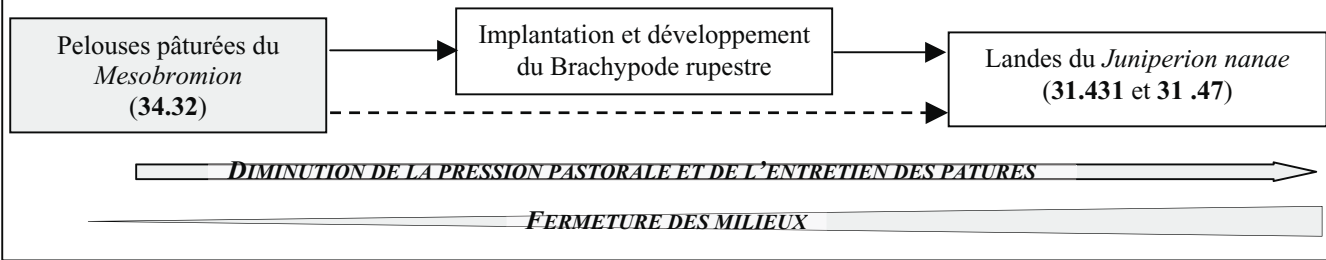 Pelouses pâturées du
Mesobromion
(34.32)
Implantation et développement
du Brachypode rupestre
Landes du Juniperion nanae
(31.431 et 31 .47)
DIMINUTION DE LA PRESSION PASTORALE ET DE L'ENTRETIEN DES PATURES
FERMETURE DES MILIEUX